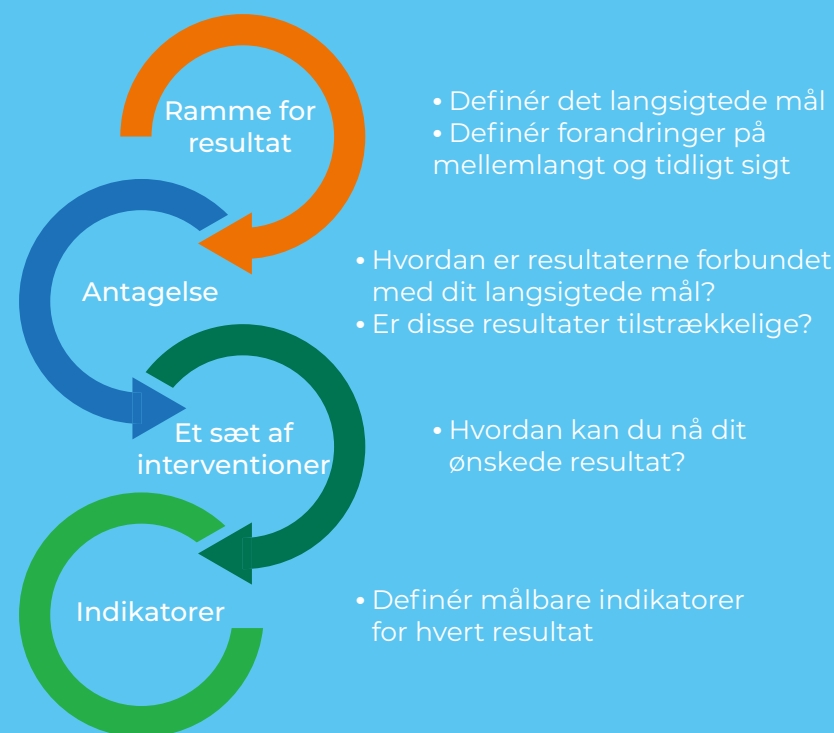 Ramme for
resultat
• Definér det langsigtede mål
• Definér forandringer på
mellemlangt og tidligt sigt
Antagelse
• Hvordan er resultaterne forbundet
med dit langsigtede mål?
• Er disse resultater tilstrækkelige?
Et sæt af
interventioner
• Hvordan kan du nå dit
ønskede resultat?
Indikatorer
• Definér målbare indikatorer
for hvert resultat